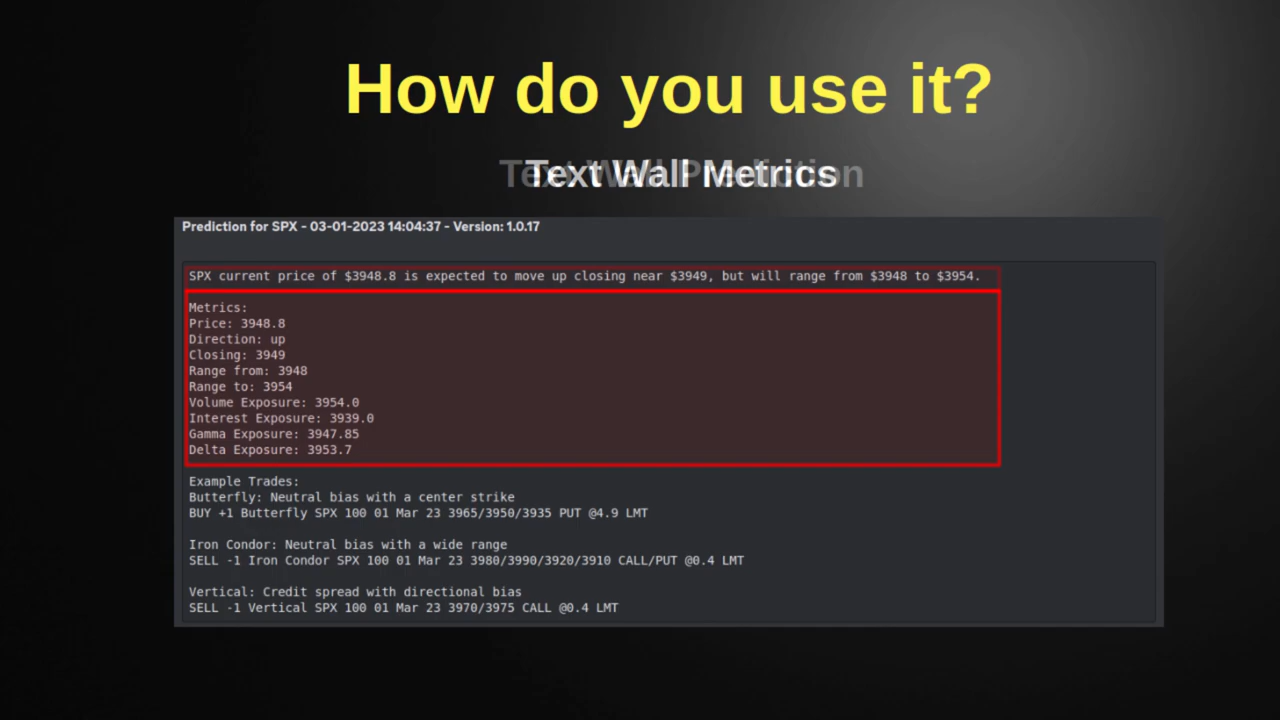 How do you use it?
Text Wall Prediction
Text Wall Metrics
Prediction for SPX - 03-01-2023 14:04:37 - Version: 1.0.17
SPX current price of $3948.8 is expected to move up closing near $3949, but will range from $3948 to $3954.
Metrics:
Price: 3948.8
Direction: up
Closing: 3949
Range from: 3948
Range to: 3954
Volume Exposure: 3954.0
Interest Exposure: 3939.0
Gamma Exposure: 3947.85
Delta Exposure: 3953.7
Example Trades:
Butterfly: Neutral bias with a center strike
BUY +1 Butterfly SPX 100 01 Mar 23 3965/3950/3935 PUT @4.9 LMT
Iron Condor: Neutral bias with a wide range
SELL -1 Iron Condor SPX 100 01 Mar 23 3980/3990/3920/3910 CALL/PUT @0.4 LMT
Vertical: Credit spread with directional bias
SELL -1 Vertical SPX 100 01 Mar 23 3970/3975 CALL @0.4 LMT